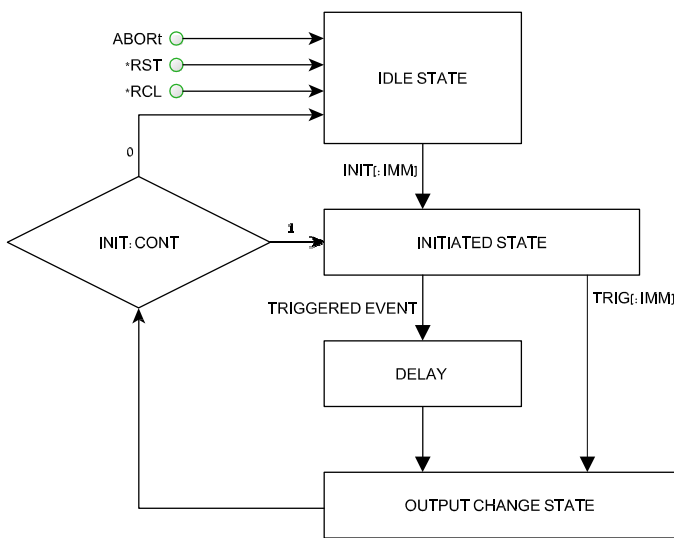 ABORt
*RST
*RCL
IDLE STATE
0
INIT[:IMM]
INIT:CONT
1
INITIATED STATE
TRIGGERED EVENT
TRIG[:IMM]
DELAY
OUTPUT CHANGE STATE